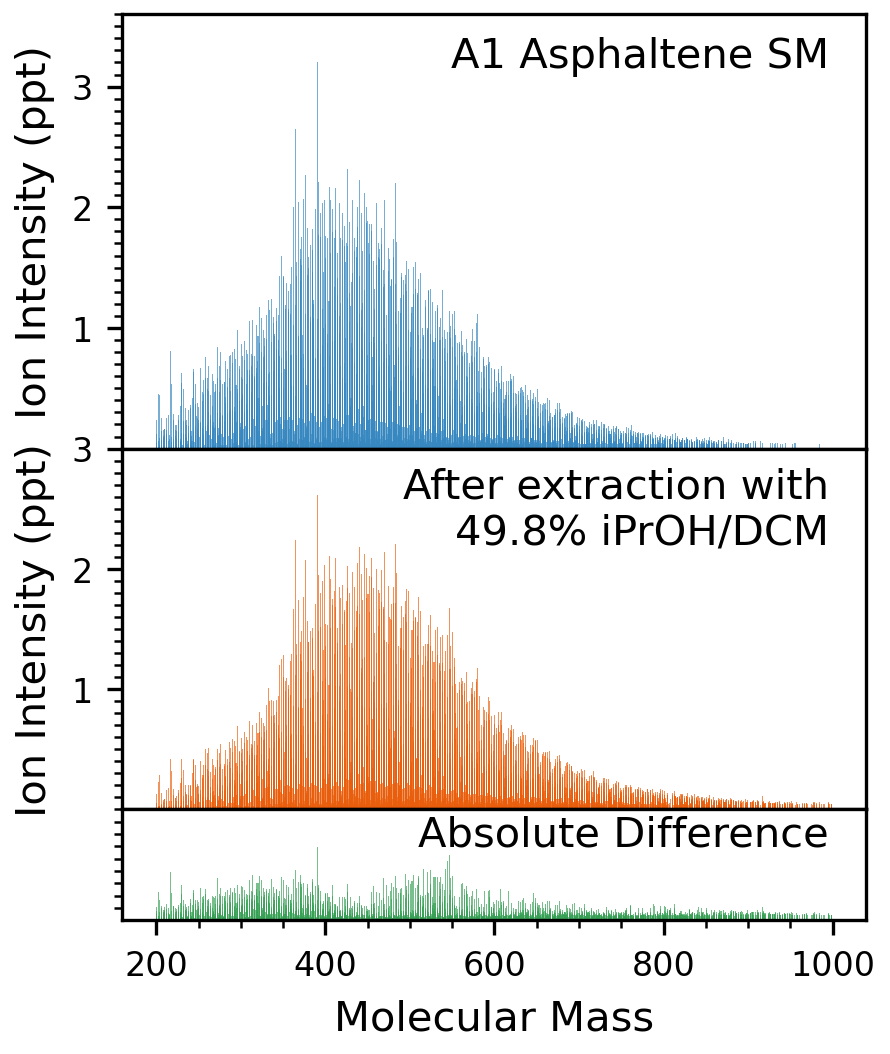 A1 Asphaltene SM
Ion Intensity (ppt)
3
2
1
After extraction with
49.8% iPrOH/DCM
Ion Intensity (ppt)
3
2
1
Absolute Difference
200
400
600
800
1000
Molecular Mass